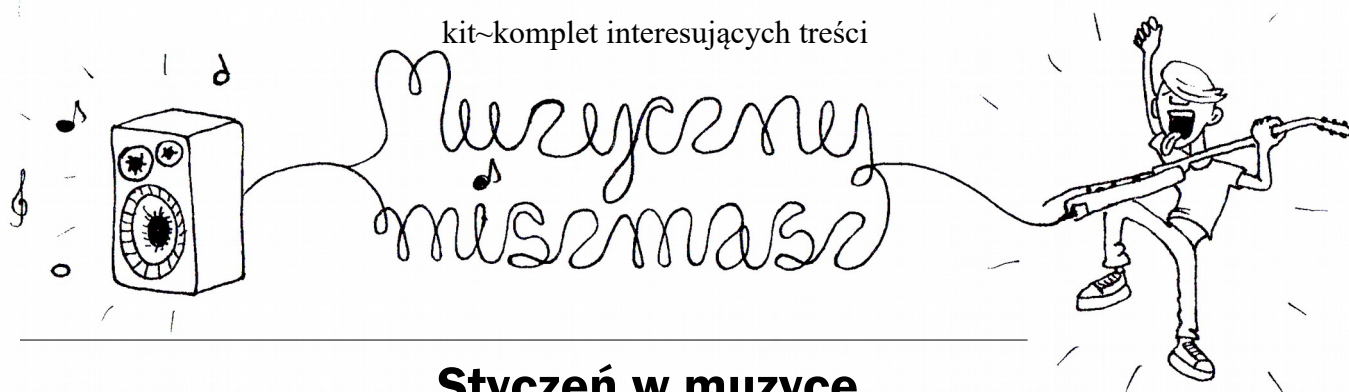 kit~komplet interesujących treści
Muzyczny
miszmasz
Styczeń w muzyce